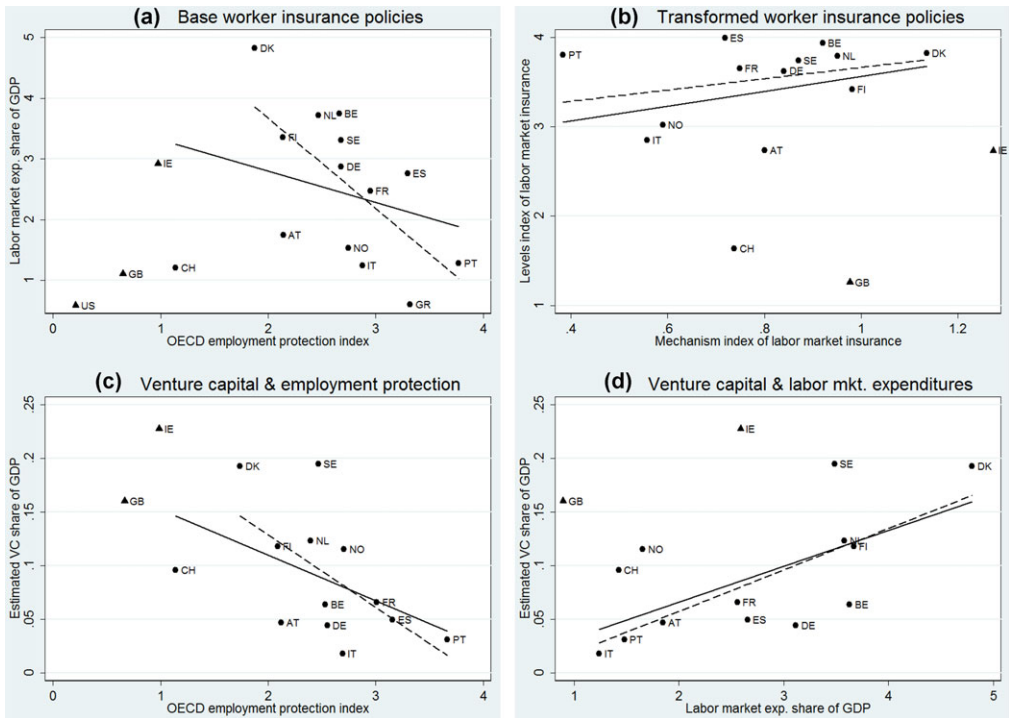 (a) Base worker insurance policies
Labor market exp. share of GDP
5
4
3
2
1
DK
NL
BE
FI
SE
IE
DE
ES
FR
AT
NO
GB
CH
IT
PT
US
GR
0 1 2 3 4
OECD employment protection index
(b) Transformed worker insurance policies
Levels index of labor market insurance
4
3
2
1
PT
ES
BE
DK
FR
SE
NL
DE
FI
NO
IT
AT
IE
CH
GB
.4 .6 .8 1 1.2
Mechanism index of labor market insurance
(c) Venture capital & employment protection
Estimated VC share of GDP
.25
.2
.15
.1
.05
0
IE
DK
SE
GB
FI
NL
NO
CH
BE
FR
AT
DE
ES
PT
IT
0 1 2 3 4
OECD employment protection index
(d) Venture capital & labor mkt. expenditures
Estimated VC share of GDP
.25
.2
.15
.1
.05
0
IE
SE
DK
GB
NO
NL
FI
CH
FR
BE
AT
ES
DE
PT
IT
1 2 3 4 5
Labor market exp. share of GDP